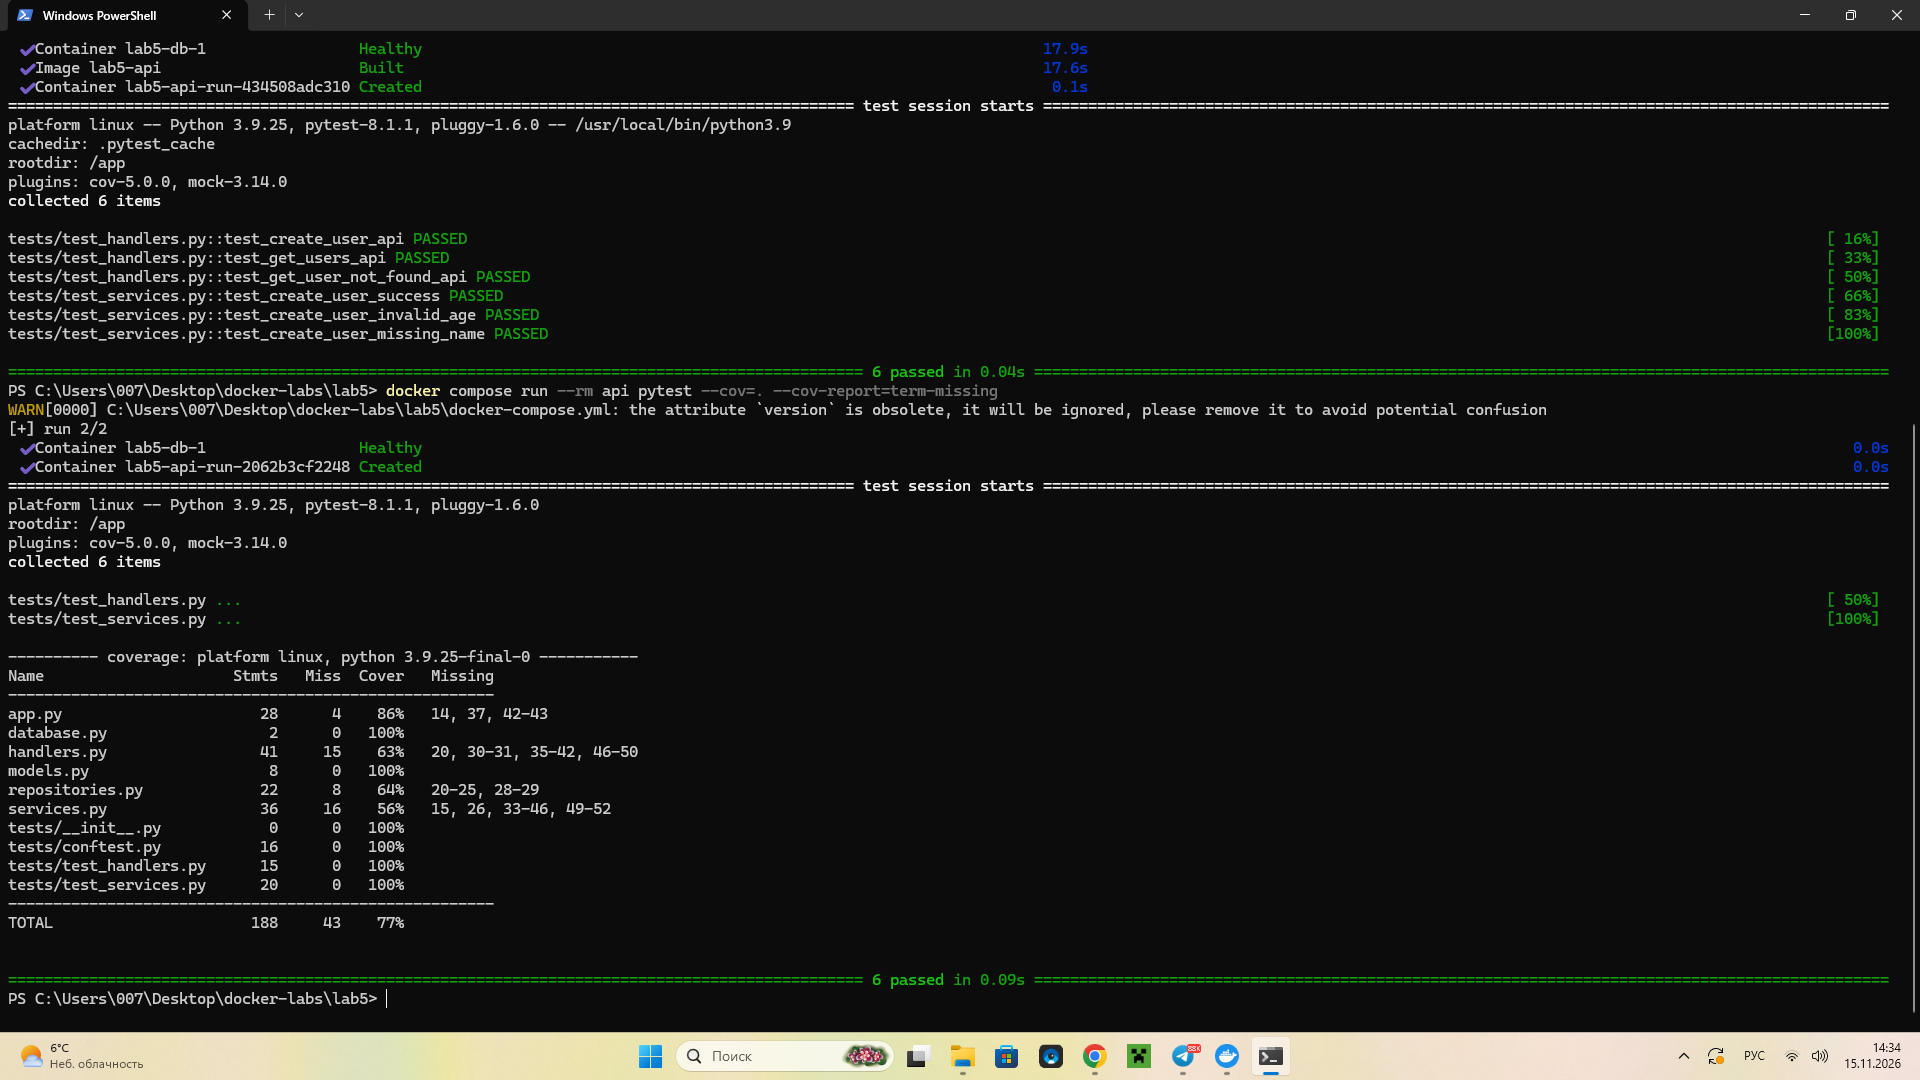 Windows PowerShell
✔Container lab5-db-1 Healthy 17.9s
✔Image lab5-api Built 17.6s
✔Container lab5-api-run-434508adc310 Created 0.1s
============================================================================================== test session starts ==============================================================================================
platform linux -- Python 3.9.25, pytest-8.1.1, pluggy-1.6.0 -- /usr/local/bin/python3.9
cachedir: .pytest_cache
rootdir: /app
plugins: cov-5.0.0, mock-3.14.0
collected 6 items
tests/test_handlers.py::test_create_user_api PASSED [ 16%]
tests/test_handlers.py::test_get_users_api PASSED [ 33%]
tests/test_handlers.py::test_get_user_not_found_api PASSED [ 50%]
tests/test_services.py::test_create_user_success PASSED [ 66%]
tests/test_services.py::test_create_user_invalid_age PASSED [ 83%]
tests/test_services.py::test_create_user_missing_name PASSED [100%]
=============================================================================================== 6 passed in 0.04s ===============================================================================================
PS C:\Users\007\Desktop\docker-labs\lab5> docker compose run --rm api pytest --cov=. --cov-report=term-missing
WARN[0000] C:\Users\007\Desktop\docker-labs\lab5\docker-compose.yml: the attribute `version` is obsolete, it will be ignored, please remove it to avoid potential confusion
[+] run 2/2
✔Container lab5-db-1 Healthy 0.0s
✔Container lab5-api-run-2062b3cf2248 Created 0.0s
============================================================================================== test session starts ==============================================================================================
platform linux -- Python 3.9.25, pytest-8.1.1, pluggy-1.6.0
rootdir: /app
plugins: cov-5.0.0, mock-3.14.0
collected 6 items
tests/test_handlers.py ... [ 50%]
tests/test_services.py ... [100%]
---------- coverage: platform linux, python 3.9.25-final-0 -----------
Name Stmts Miss Cover Missing
------------------------------------------------------
app.py 28 4 86% 14, 37, 42-43
database.py 2 0 100%
handlers.py 41 15 63% 20, 30-31, 35-42, 46-50
models.py 8 0 100%
repositories.py 22 8 64% 20-25, 28-29
services.py 36 16 56% 15, 26, 33-46, 49-52
tests/__init__.py 0 0 100%
tests/conftest.py 16 0 100%
tests/test_handlers.py 15 0 100%
tests/test_services.py 20 0 100%
------------------------------------------------------
TOTAL 188 43 77%
=============================================================================================== 6 passed in 0.09s ===============================================================================================
PS C:\Users\007\Desktop\docker-labs\lab5>
6°C
Неб. облачность
Поиск
88K
РУС
14:34
15.11.2026